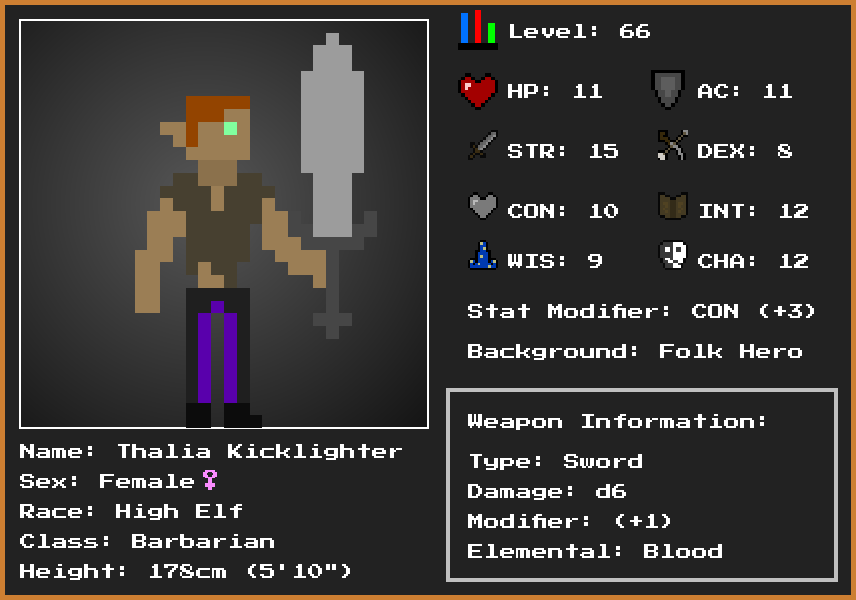 Level: 66
HP: 11 AC: 11
STR: 15 DEX: 8
CON: 10 INT: 12
WIS: 9 CHA: 12
Stat Modifier: CON (+3)
Background: Folk Hero
Name: Thalia Kicklighter
Sex: Female♀
Race: High Elf
Class: Barbarian
Height: 178cm (5'10")
Weapon Information:
Type: Sword
Damage: d6
Modifier: (+1)
Elemental: Blood